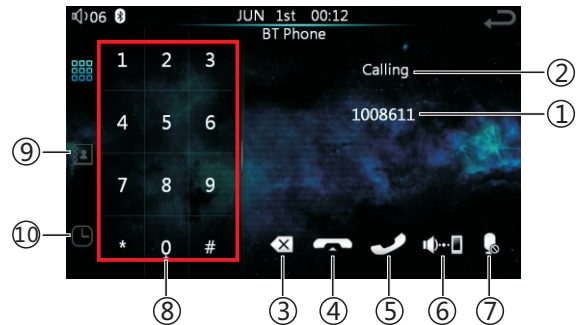 06 JUN 1st 00:12
BT Phone
1 2 3
Calling ②
1008611 ①
4 5 6
⑨
7 8 9
⑩
* 0 #
⑧ ③ ④ ⑤ ⑥ ⑦